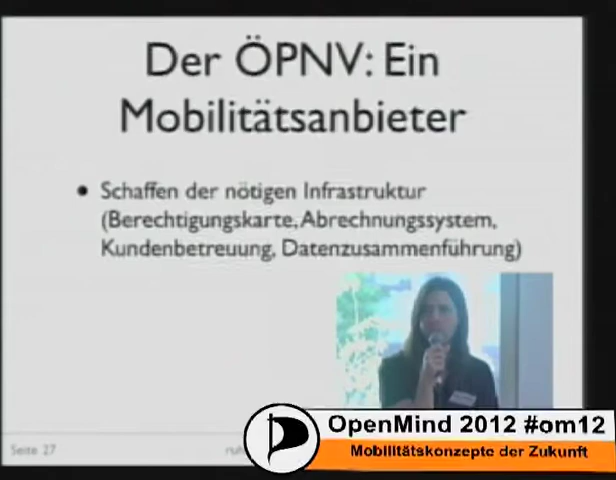 Der ÖPNV: Ein
Mobilitätsanbieter
• Schaffen der nötigen Infrastruktur
(Berechtigungskarte, Abrechnungssystem,
Kundenbetreuung, Datenzusammenführung)
OpenMind 2012 #om12
Mobilitätskonzepte der Zukunft
Seite 27